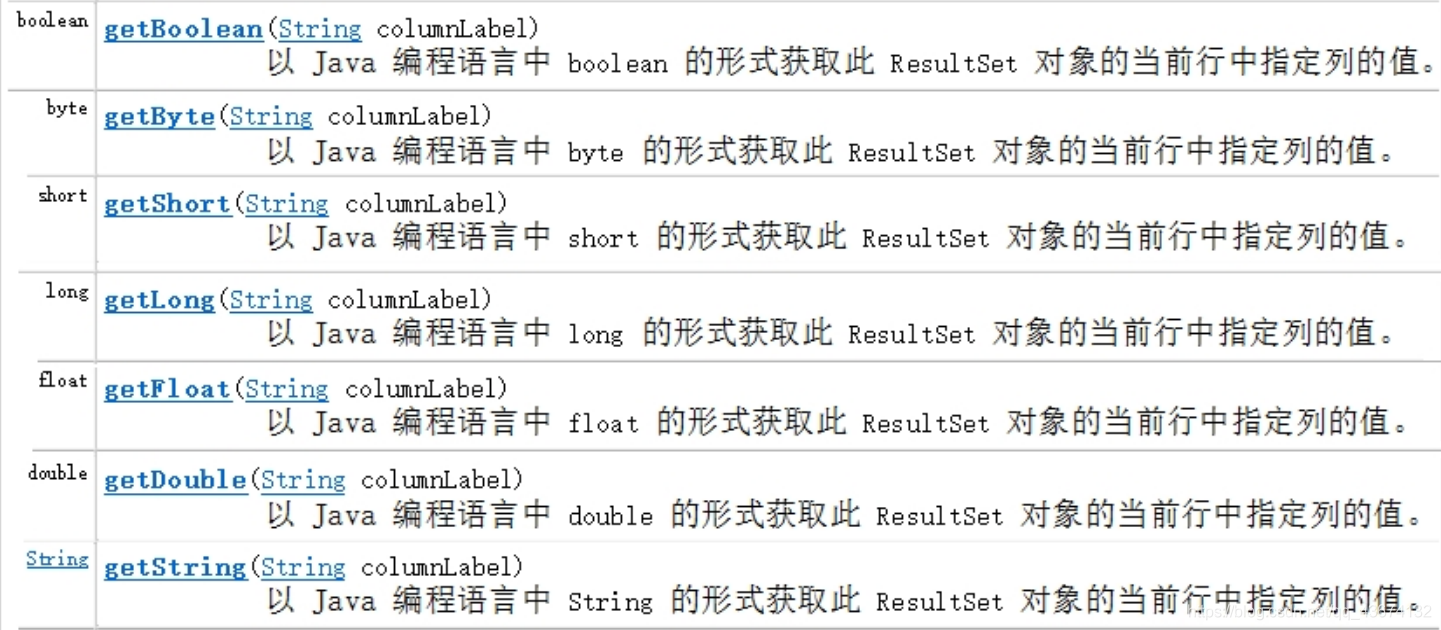 boolean getBoolean(String columnLabel)
以 Java 编程语言中 boolean 的形式获取此 ResultSet 对象的当前行中指定列的值。
byte getByte(String columnLabel)
以 Java 编程语言中 byte 的形式获取此 ResultSet 对象的当前行中指定列的值。
short getShort(String columnLabel)
以 Java 编程语言中 short 的形式获取此 ResultSet 对象的当前行中指定列的值。
long getLong(String columnLabel)
以 Java 编程语言中 long 的形式获取此 ResultSet 对象的当前行中指定列的值。
float getFloat(String columnLabel)
以 Java 编程语言中 float 的形式获取此 ResultSet 对象的当前行中指定列的值。
double getDouble(String columnLabel)
以 Java 编程语言中 double 的形式获取此 ResultSet 对象的当前行中指定列的值。
String getString(String columnLabel)
以 Java 编程语言中 String 的形式获取此 ResultSet 对象的当前行中指定列的值。